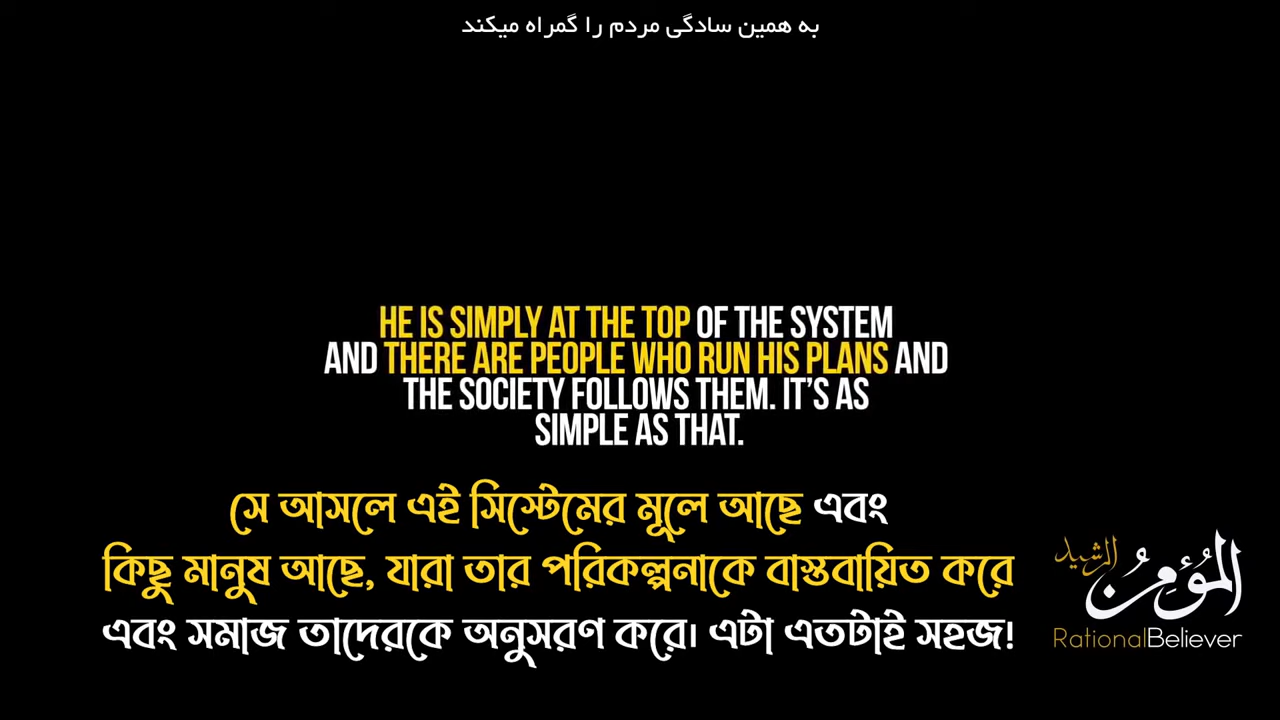 به همین سادگی مردم را گمراه میکند
HE IS SIMPLY AT THE TOP OF THE SYSTEM
AND THERE ARE PEOPLE WHO RUN HIS PLANS AND
THE SOCIETY FOLLOWS THEM. IT’S AS
SIMPLE AS THAT.
সে আসলে এই সিস্টেমের মূলে আছে এবং
কিছু মানুষ আছে, যারা তার পরিকল্পনাকে বাস্তবায়িত করে
এবং সমাজ তাদেরকে অনুসরণ করে। এটা এতটাই সহজ!
المُؤمِنُ الرشيد
RationalBeliever